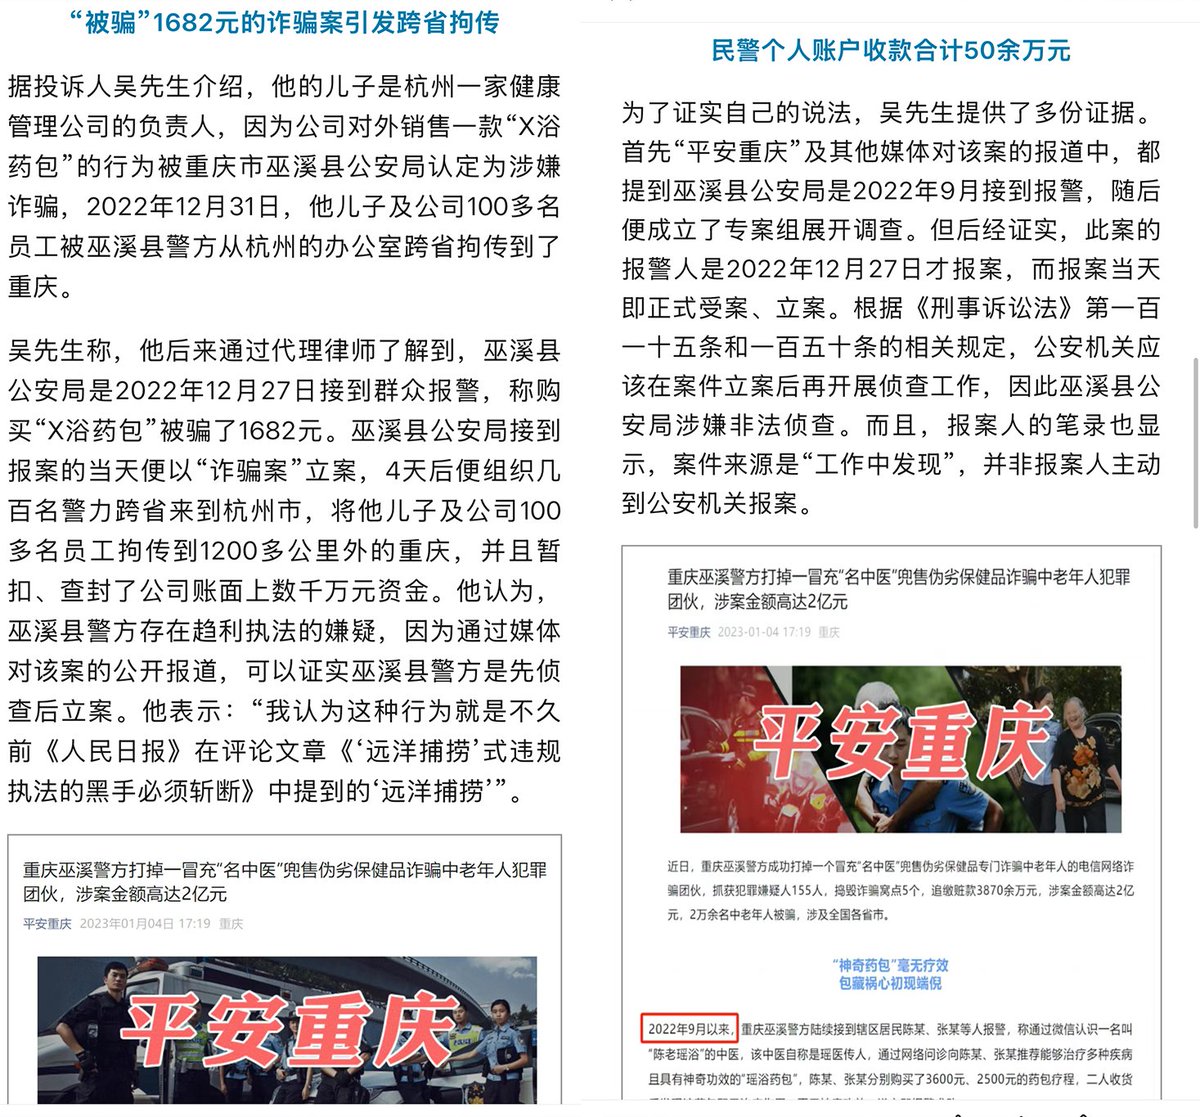 “被骗”1682元的诈骗案引发跨省拘传
据投诉人吴先生介绍，他的儿子是杭州一家健康
管理公司的负责人，因为公司对外销售一款“X浴
药包”的行为被重庆市巫溪县公安局认定为涉嫌
诈骗，2022年12月31日，他儿子及公司100多名
员工被巫溪县警方从杭州的办公室跨省拘传到了
重庆。
吴先生称，他后来通过代理律师了解到，巫溪县
公安局是2022年12月27日接到群众报警，称购
买“X浴药包”被骗了1682元。巫溪县公安局接到
报案的当天便以“诈骗案”立案，4天后便组织几
百名警力跨省来到杭州市，将他儿子及公司100
多名员工拘传到1200多公里外的重庆，并且暂
扣、查封了公司账面上数千万元资金。他认为，
巫溪县警方存在趋利执法的嫌疑，因为通过媒体
对该案的公开报道，可以证实巫溪县警方是先侦
查后立案。他表示：“我认为这种行为就是不久
前《人民日报》在评论文章《‘远洋捕捞’式违规
执法的黑手必须斩断》中提到的‘远洋捕捞’”。
重庆巫溪警方打掉一冒充“名中医”兜售伪劣保健品诈骗中老年人犯罪
团伙，涉案金额高达2亿元
平安重庆 2023年01月04日 17:19 重庆
平安重庆
民警个人账户收款合计50余万元
为了证实自己的说法，吴先生提供了多份证据。
首先“平安重庆”及其他媒体对该案的报道中，都
提到巫溪县公安局是2022年9月接到报警，随后
便成立了专案组展开调查。但后经证实，此案的
报警人是2022年12月27日才报案，而报案当天
即正式受案、立案。根据《刑事诉讼法》第一百
一十五条和一百五十条的相关规定，公安机关应
该在案件立案后再开展侦查工作，因此巫溪县公
安局涉嫌非法侦查。而且，报案人的笔录也显
示，案件来源是“工作中发现”，并非报案人主动
到公安机关报案。
重庆巫溪警方打掉一冒充“名中医”兜售伪劣保健品诈骗中老年人犯罪
团伙，涉案金额高达2亿元
平安重庆 2023-01-04 17:19 重庆
平安重庆
近日，重庆巫溪警方成功打掉一个冒充“名中医”兜售伪劣保健品专门诈骗中老年人的电信网络诈
骗团伙，抓获犯罪嫌疑人155人，捣毁诈骗窝点5个，追缴赃款3870余万元，涉案金额高达2亿
元，2万余名中老年人被骗，涉及全国各省市。
“神奇药包”毫无疗效
包藏祸心初现端倪
2022年9月以来，重庆巫溪警方陆续接到辖区居民陈某、张某等人报警，称通过微信认识一名叫
“陈老瑶浴”的中医，该中医自称是瑶医传人，通过网络问诊向陈某、张某推荐能够治疗多种疾病
且具有神奇功效的“瑶浴药包”，陈某、张某分别购买了3600元、2500元的药包疗程，二人收货